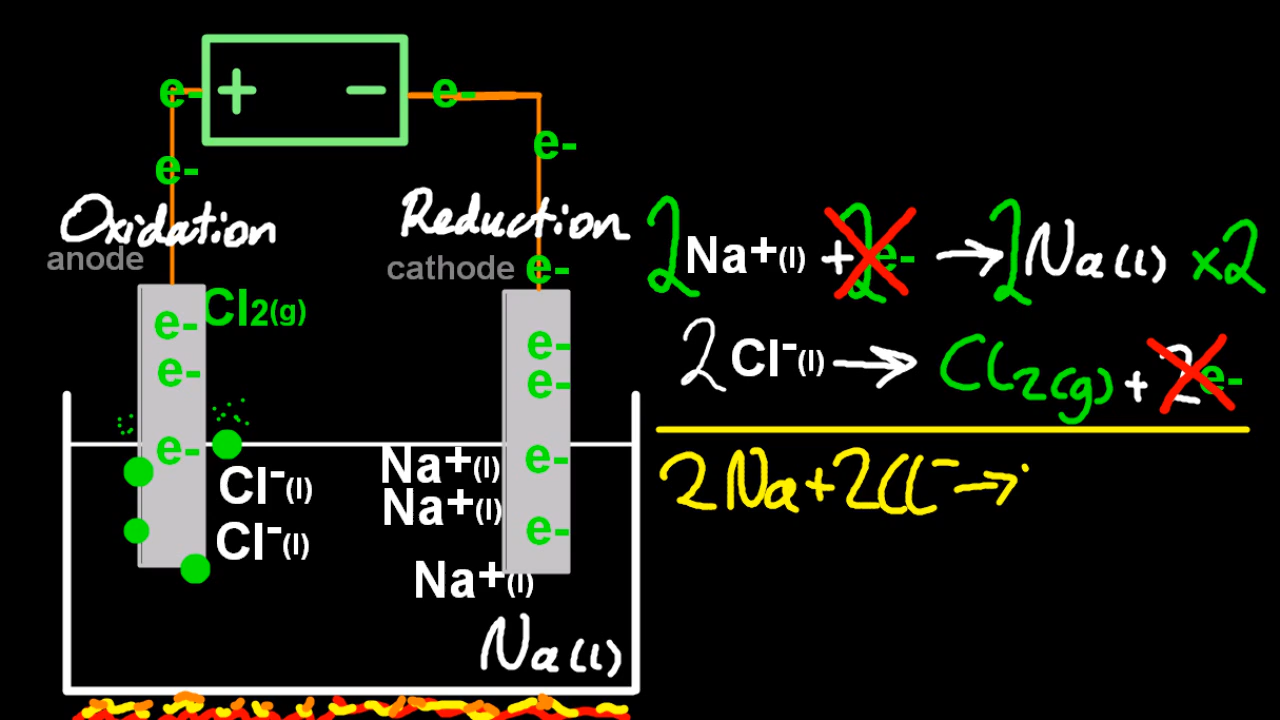 e- + − e-
e- e-
Oxidation Reduction
anode cathode e-
2Na+(l) + 2e- → 2Na(l) x2
e- Cl2(g)
e-
e-
e-
e-
2Cl-(l) → Cl2(g) + 2e-
e- e-
Cl-(l) Na+(l)
Cl-(l) Na+(l)
e-
Na+(l)
Na(l)
2Na+2Cl- →